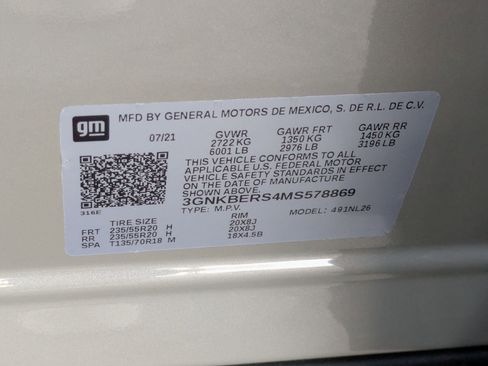 gm
MFD BY GENERAL MOTORS DE MEXICO, S. DE R.L. DE C.V.
07/21 GVWR GAWR FRT GAWR RR
2722 KG 1350 KG 1450 KG
6001 LB 2976 LB 3196 LB
THIS VEHICLE CONFORMS TO ALL
APPLICABLE U.S. FEDERAL MOTOR
VEHICLE SAFETY STANDARDS IN
EFFECT ON THE DATE OF MANUFACTURE
SHOWN ABOVE.
3GNKBERS4MS578869
TYPE: M.P.V. MODEL: 491NL26
316E
TIRE SIZE RIM
FRT 235/55R20 H 20X8J
RR 235/55R20 H 20X8J
SPA T135/70R18 M 18X4.5B